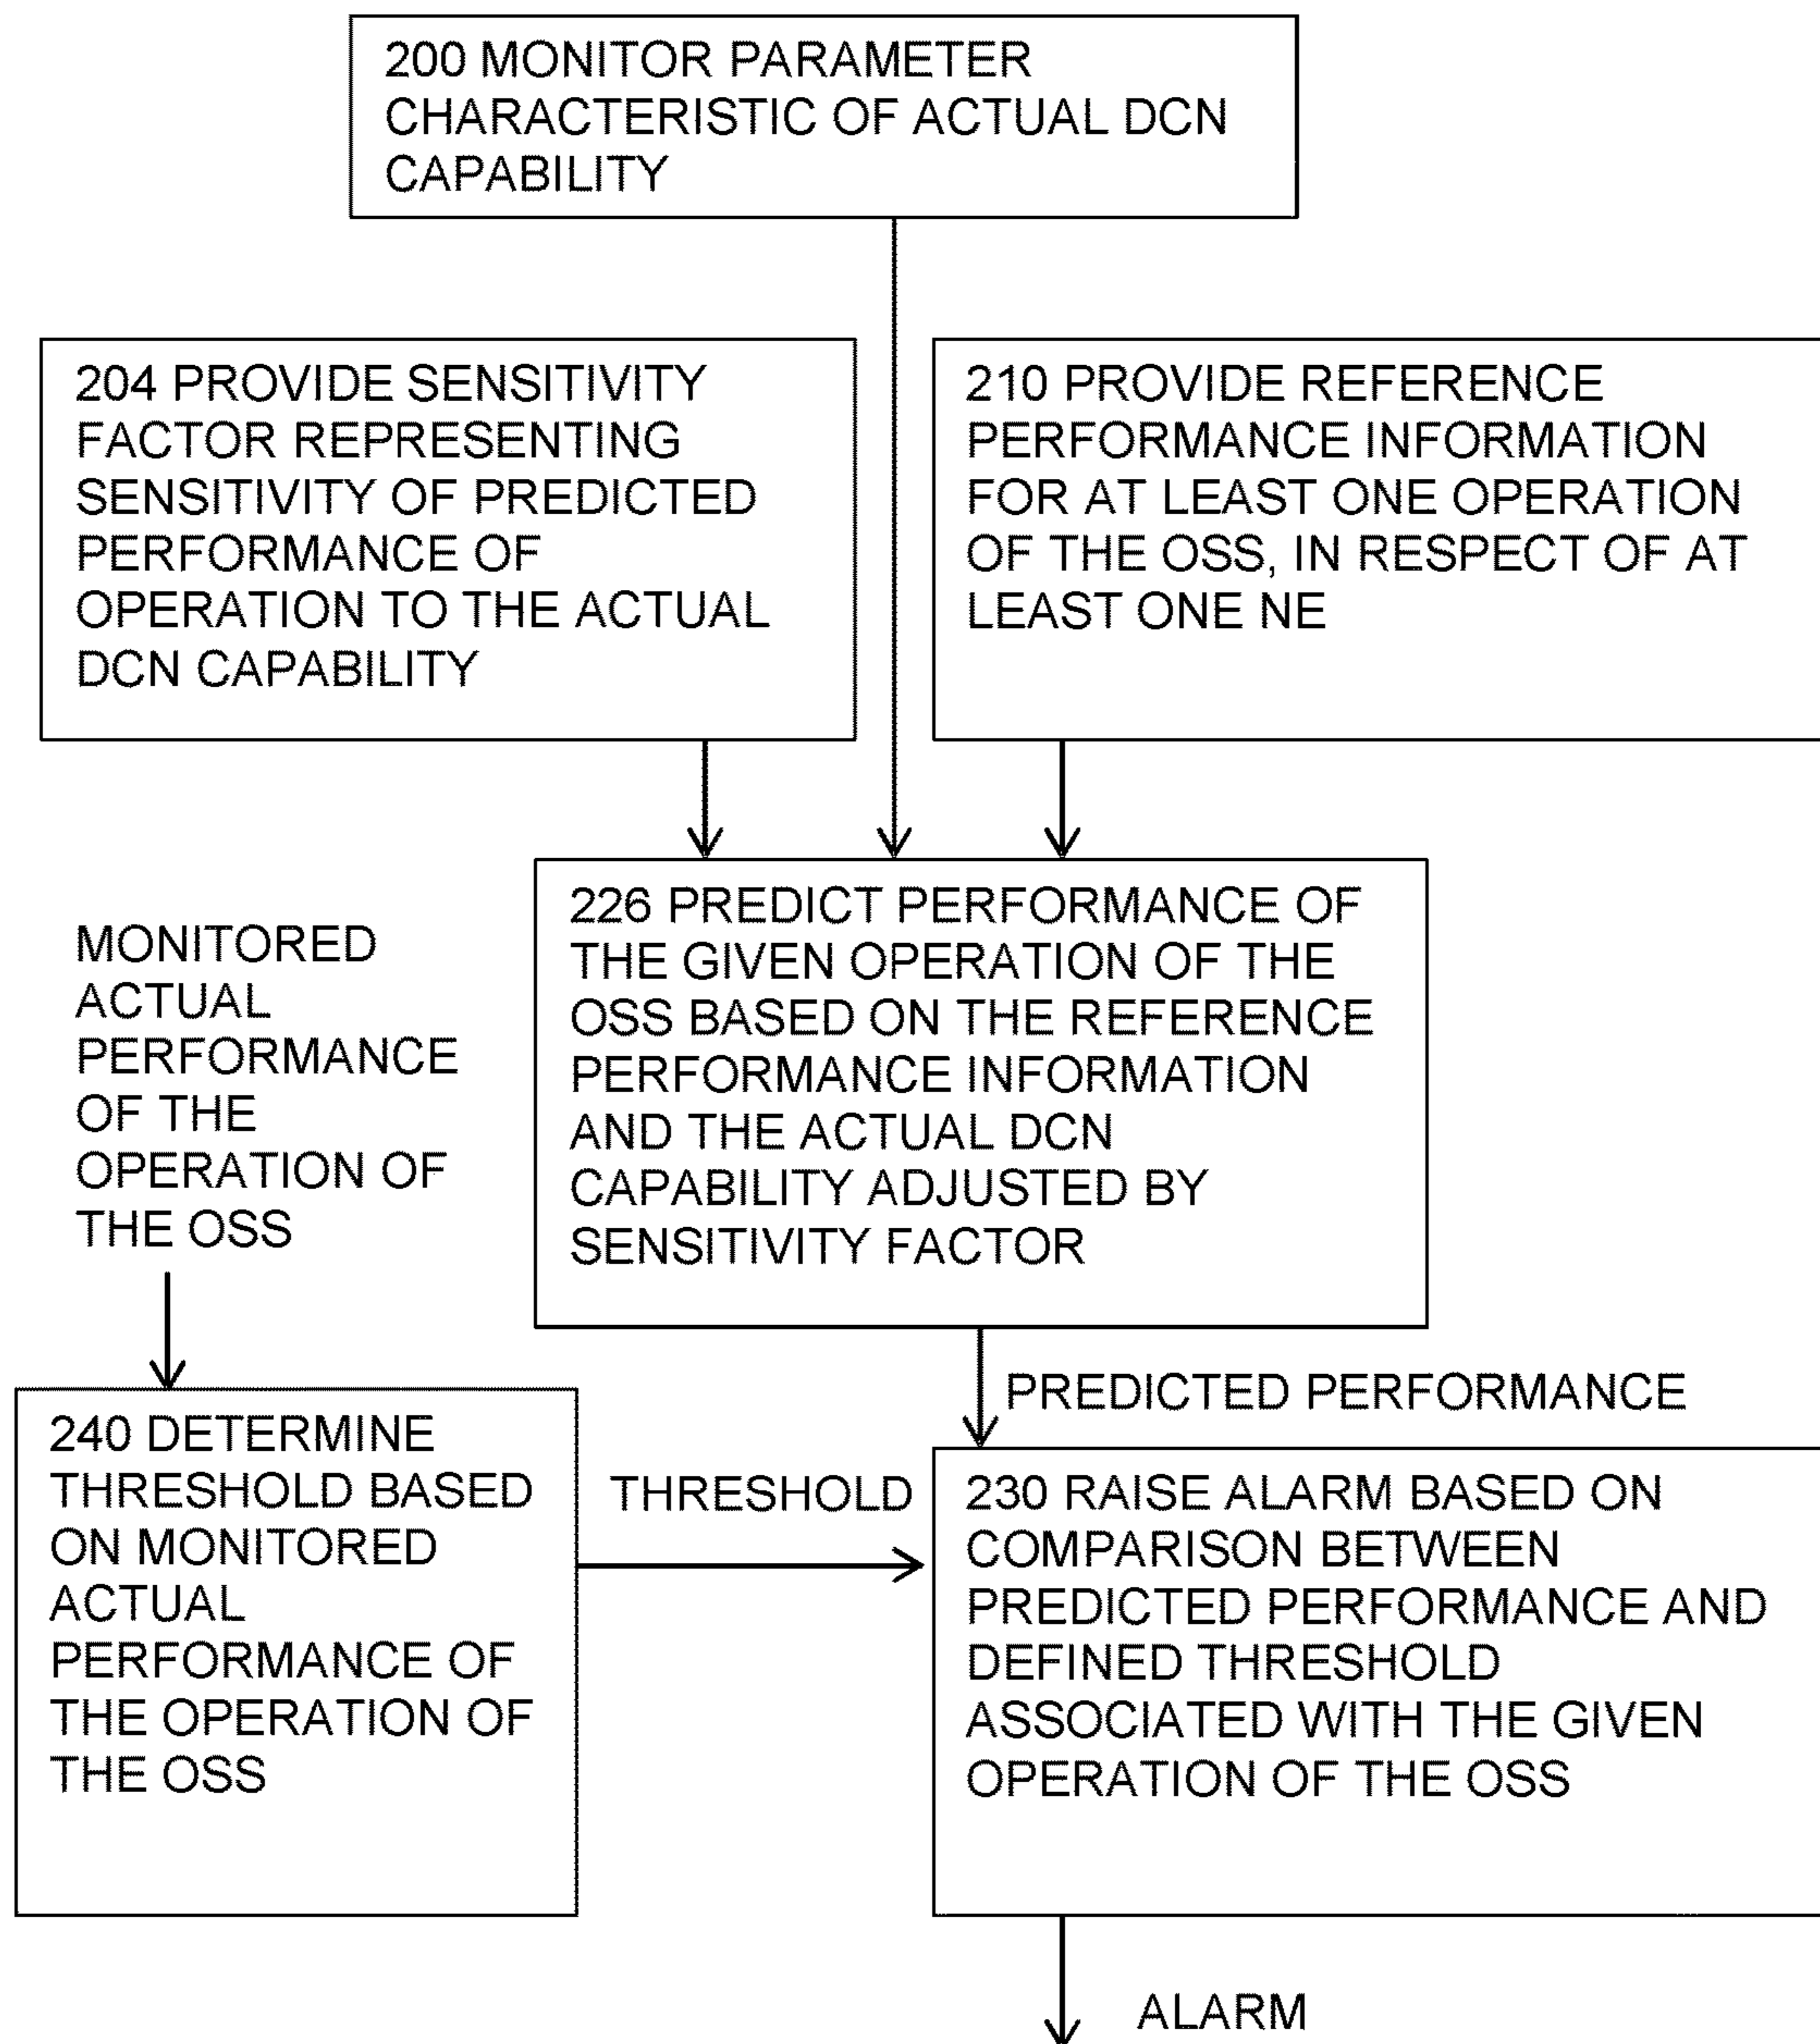 200 MONITOR PARAMETER
CHARACTERISTIC OF ACTUAL DCN
CAPABILITY
204 PROVIDE SENSITIVITY
FACTOR REPRESENTING
SENSITIVITY OF PREDICTED
PERFORMANCE OF
OPERATION TO THE ACTUAL
DCN CAPABILITY
210 PROVIDE REFERENCE
PERFORMANCE INFORMATION
FOR AT LEAST ONE OPERATION
OF THE OSS, IN RESPECT OF AT
LEAST ONE NE
226 PREDICT PERFORMANCE OF
THE GIVEN OPERATION OF THE
OSS BASED ON THE REFERENCE
PERFORMANCE INFORMATION
AND THE ACTUAL DCN
CAPABILITY ADJUSTED BY
SENSITIVITY FACTOR
MONITORED
ACTUAL
PERFORMANCE
OF THE
OPERATION OF
THE OSS
PREDICTED PERFORMANCE
240 DETERMINE
THRESHOLD BASED
ON MONITORED
ACTUAL
PERFORMANCE OF
THE OPERATION OF
THE OSS
THRESHOLD
230 RAISE ALARM BASED ON
COMPARISON BETWEEN
PREDICTED PERFORMANCE AND
DEFINED THRESHOLD
ASSOCIATED WITH THE GIVEN
OPERATION OF THE OSS
ALARM